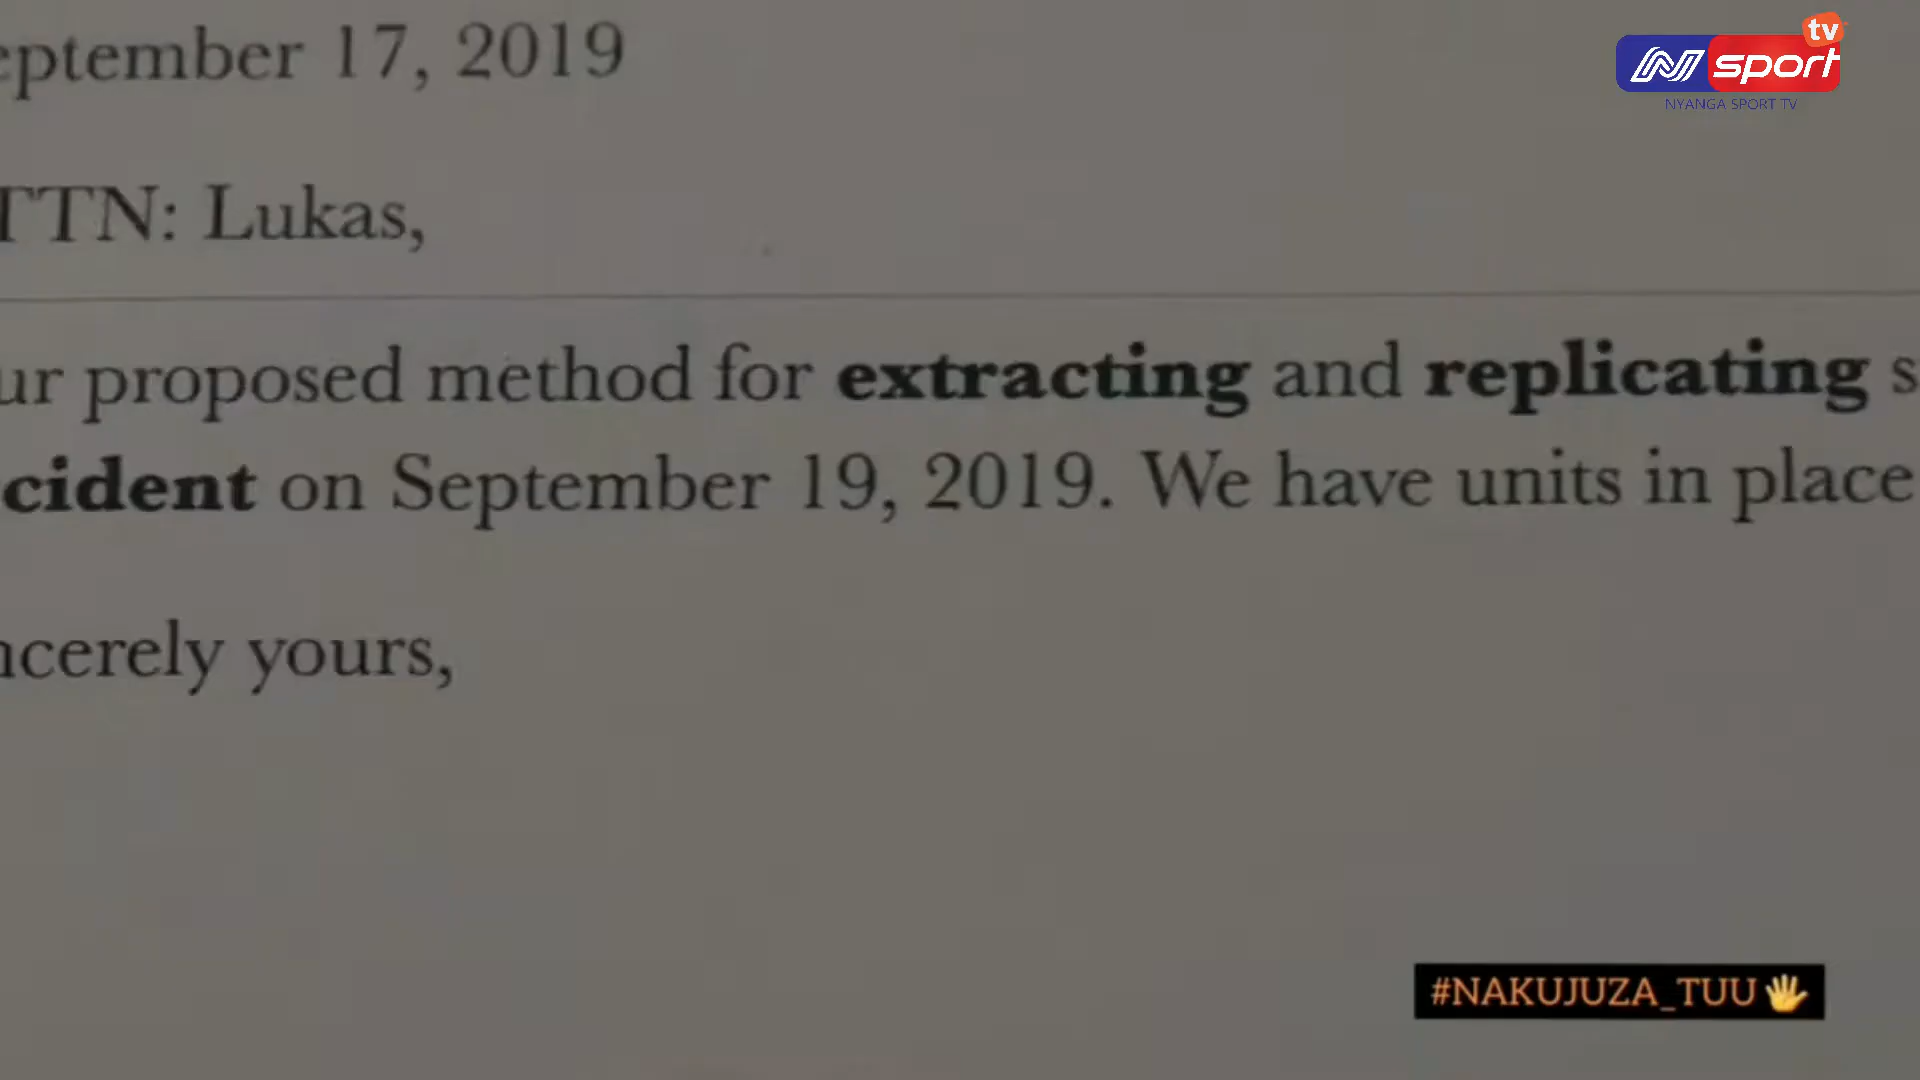 eptember 17, 2019
tv
sport
NYANGA SPORT TV
TTN: Lukas,
ur proposed method for extracting and replicating s
cident on September 19, 2019. We have units in place
ncerely yours,
#NAKUJUZA_TUU🖐